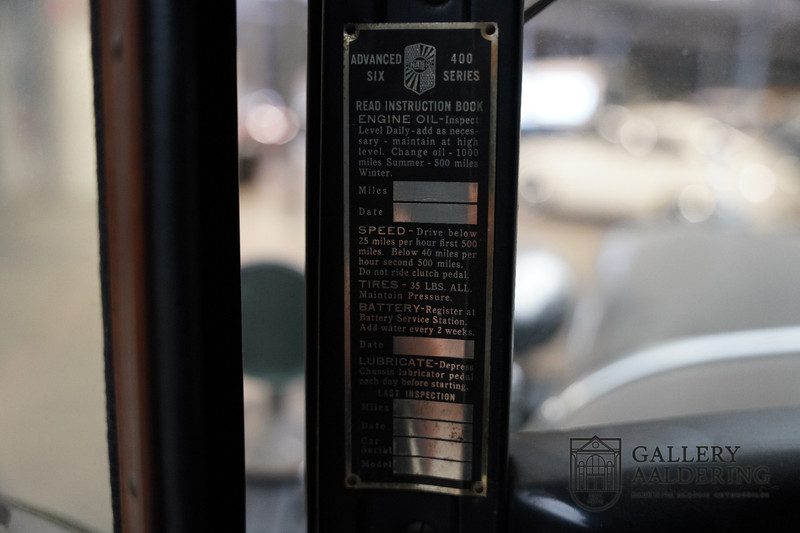 ADVANCED SIX
NASH
400 SERIES
READ INSTRUCTION BOOK
ENGINE OIL-Inspect
Level Daily-add as neces-
sary - maintain at high
level. Change oil - 1000
miles Summer - 500 miles
Winter.
Miles
Date
SPEED-Drive below
25 miles per hour first 500
miles. Below 40 miles per
hour second 500 miles.
Do not ride clutch pedal.
TIRES- 35 LBS. ALL.
Maintain Pressure.
BATTERY-Register at
Battery Service Station.
Add water every 2 weeks.
Date
LUBRICATE-Depress
Chassis lubricator pedal
each day before starting.
LAST INSPECTION
Miles
Date
Car
Serial
Model
GALLERY
AALDERING